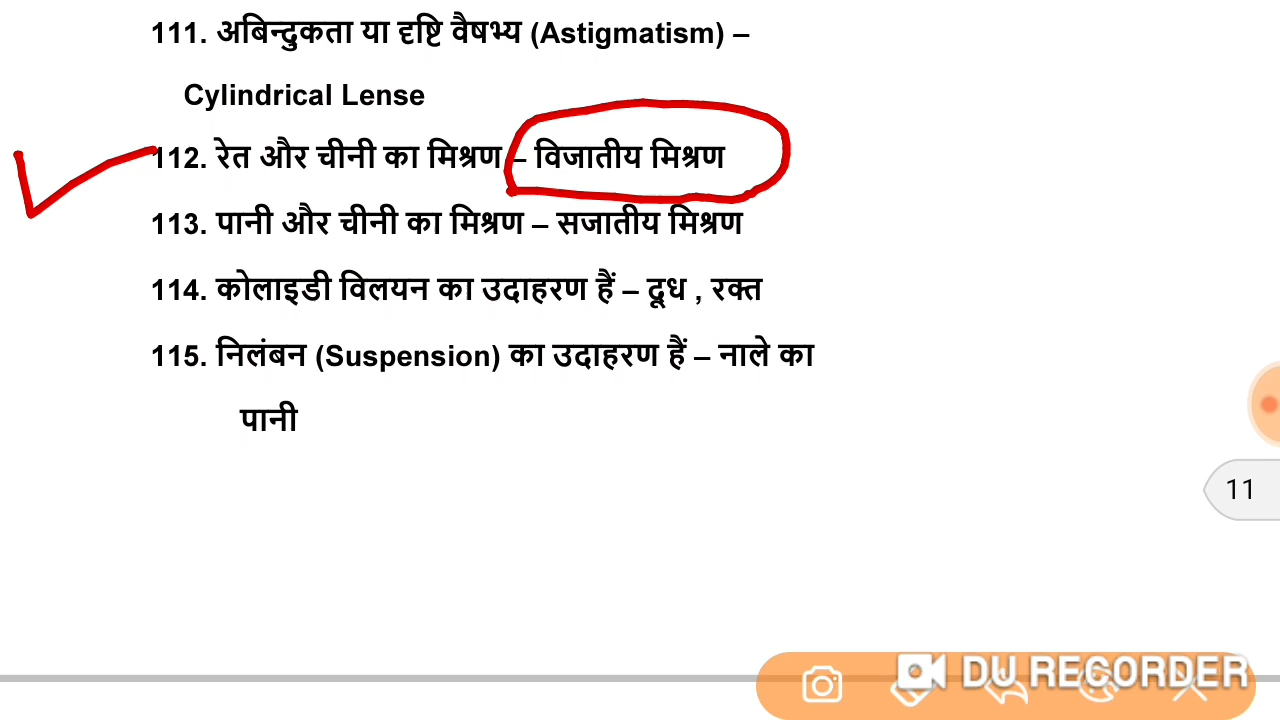 111. अबिन्दुकता या दृष्टि वैषभ्य (Astigmatism) –
Cylindrical Lense
112. रेत और चीनी का मिश्रण – विजातीय मिश्रण
113. पानी और चीनी का मिश्रण – सजातीय मिश्रण
114. कोलाइडी विलयन का उदाहरण हैं – दूध , रक्त
115. निलंबन (Suspension) का उदाहरण हैं – नाले का
पानी
11
DU RECORDER